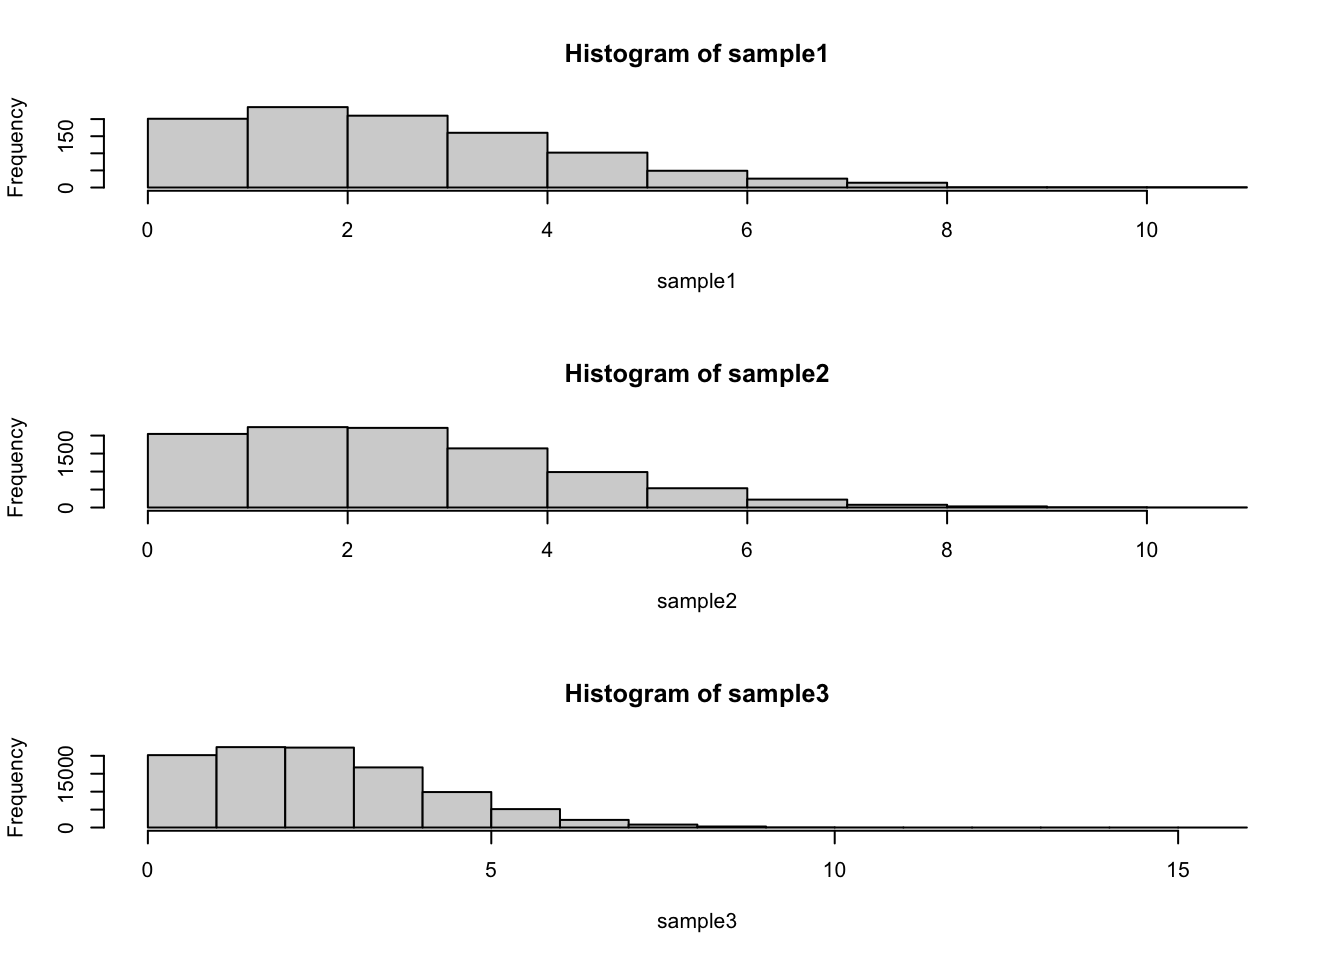 Histogram of sample1
Frequency
150
0
0 2 4 6 8 10
sample1
Histogram of sample2
Frequency
1500
0
0 2 4 6 8 10
sample2
Histogram of sample3
Frequency
15000
0
0 5 10 15
sample3